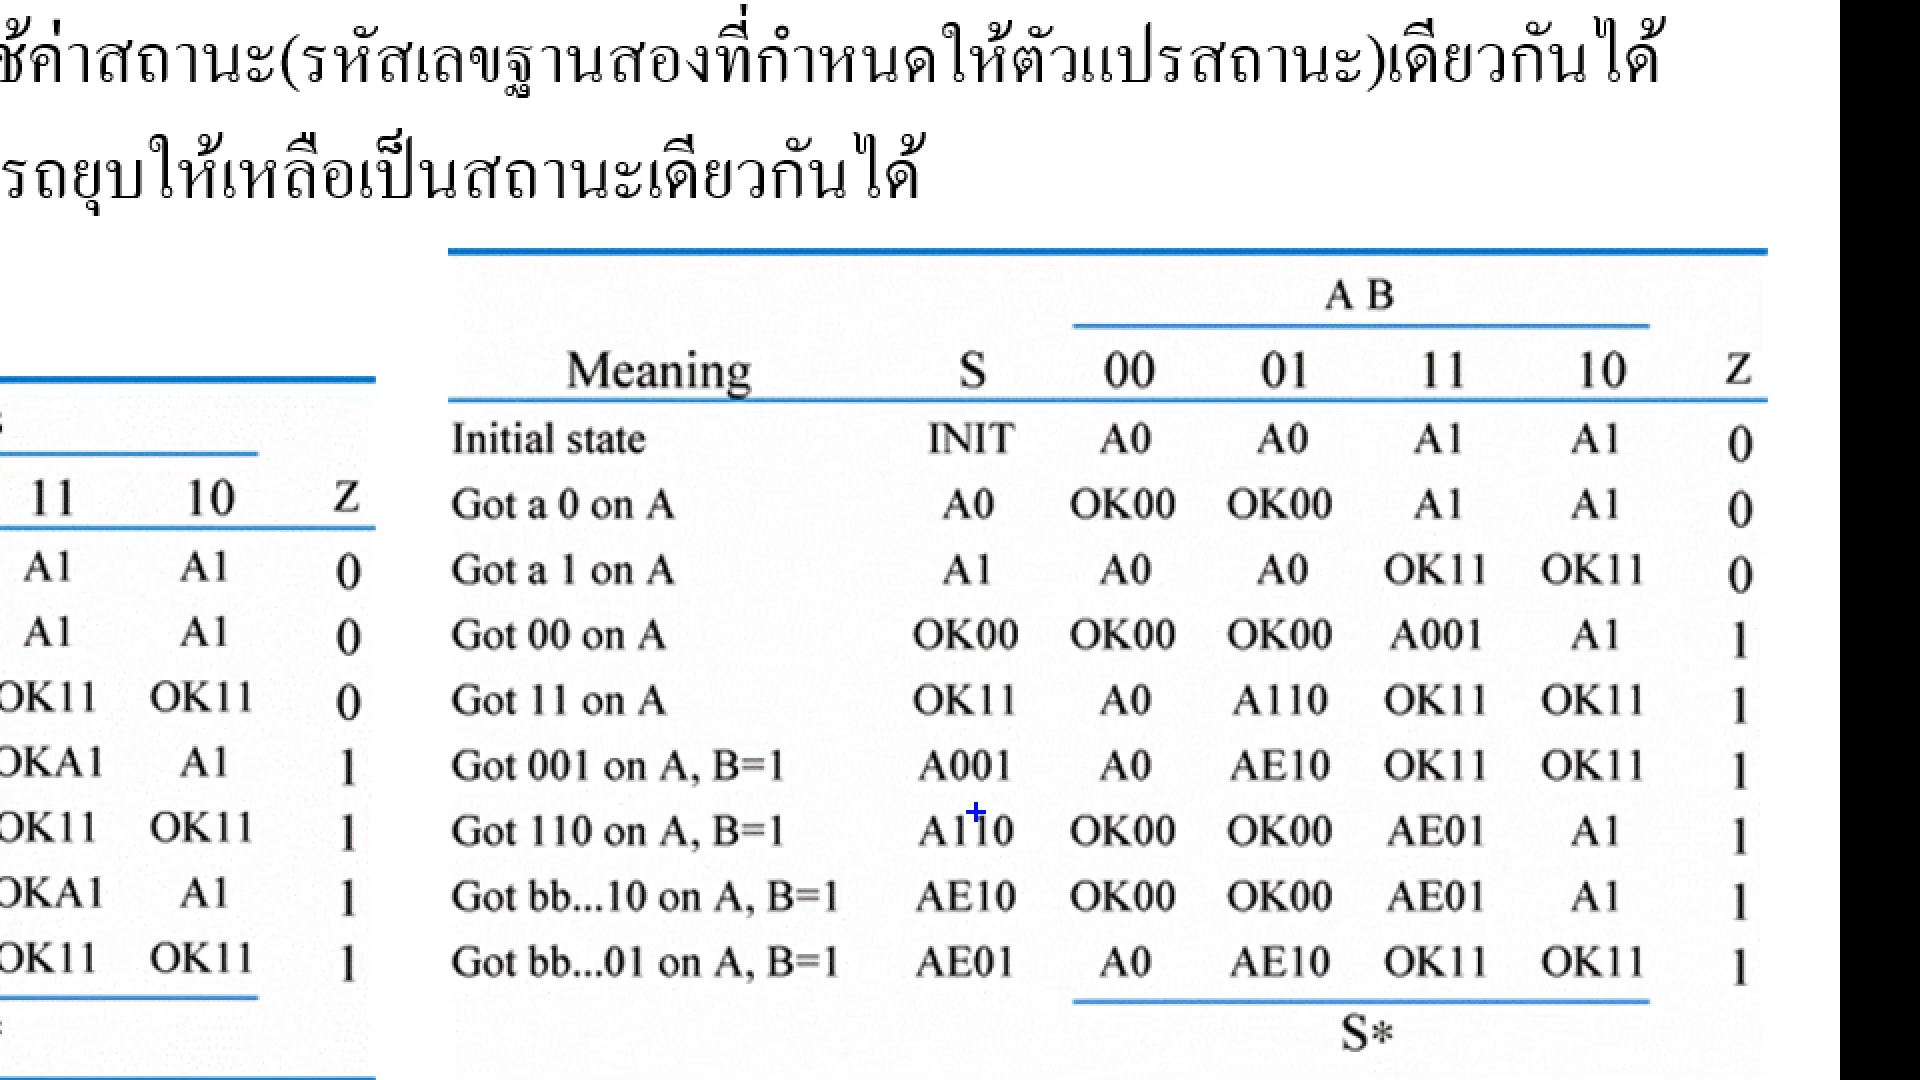 ช้ค่าสถานะ(รหัสเลขฐานสองที่กำหนดให้ตัวแปรสถานะ)เดียวกันได้
รถยุบให้เหลือเป็นสถานะเดียวกันได้
11 10 Z
A1 A1 0
A1 A1 0
OK11 OK11 0
OKA1 A1 1
OK11 OK11 1
OKA1 A1 1
OK11 OK11 1
A B
Meaning S 00 01 11 10 Z
Initial state INIT A0 A0 A1 A1 0
Got a 0 on A A0 OK00 OK00 A1 A1 0
Got a 1 on A A1 A0 A0 OK11 OK11 0
Got 00 on A OK00 OK00 OK00 A001 A1 1
Got 11 on A OK11 A0 A110 OK11 OK11 1
Got 001 on A, B=1 A001 A0 AE10 OK11 OK11 1
Got 110 on A, B=1 A110 OK00 OK00 AE01 A1 1
Got bb...10 on A, B=1 AE10 OK00 OK00 AE01 A1 1
Got bb...01 on A, B=1 AE01 A0 AE10 OK11 OK11 1
S*